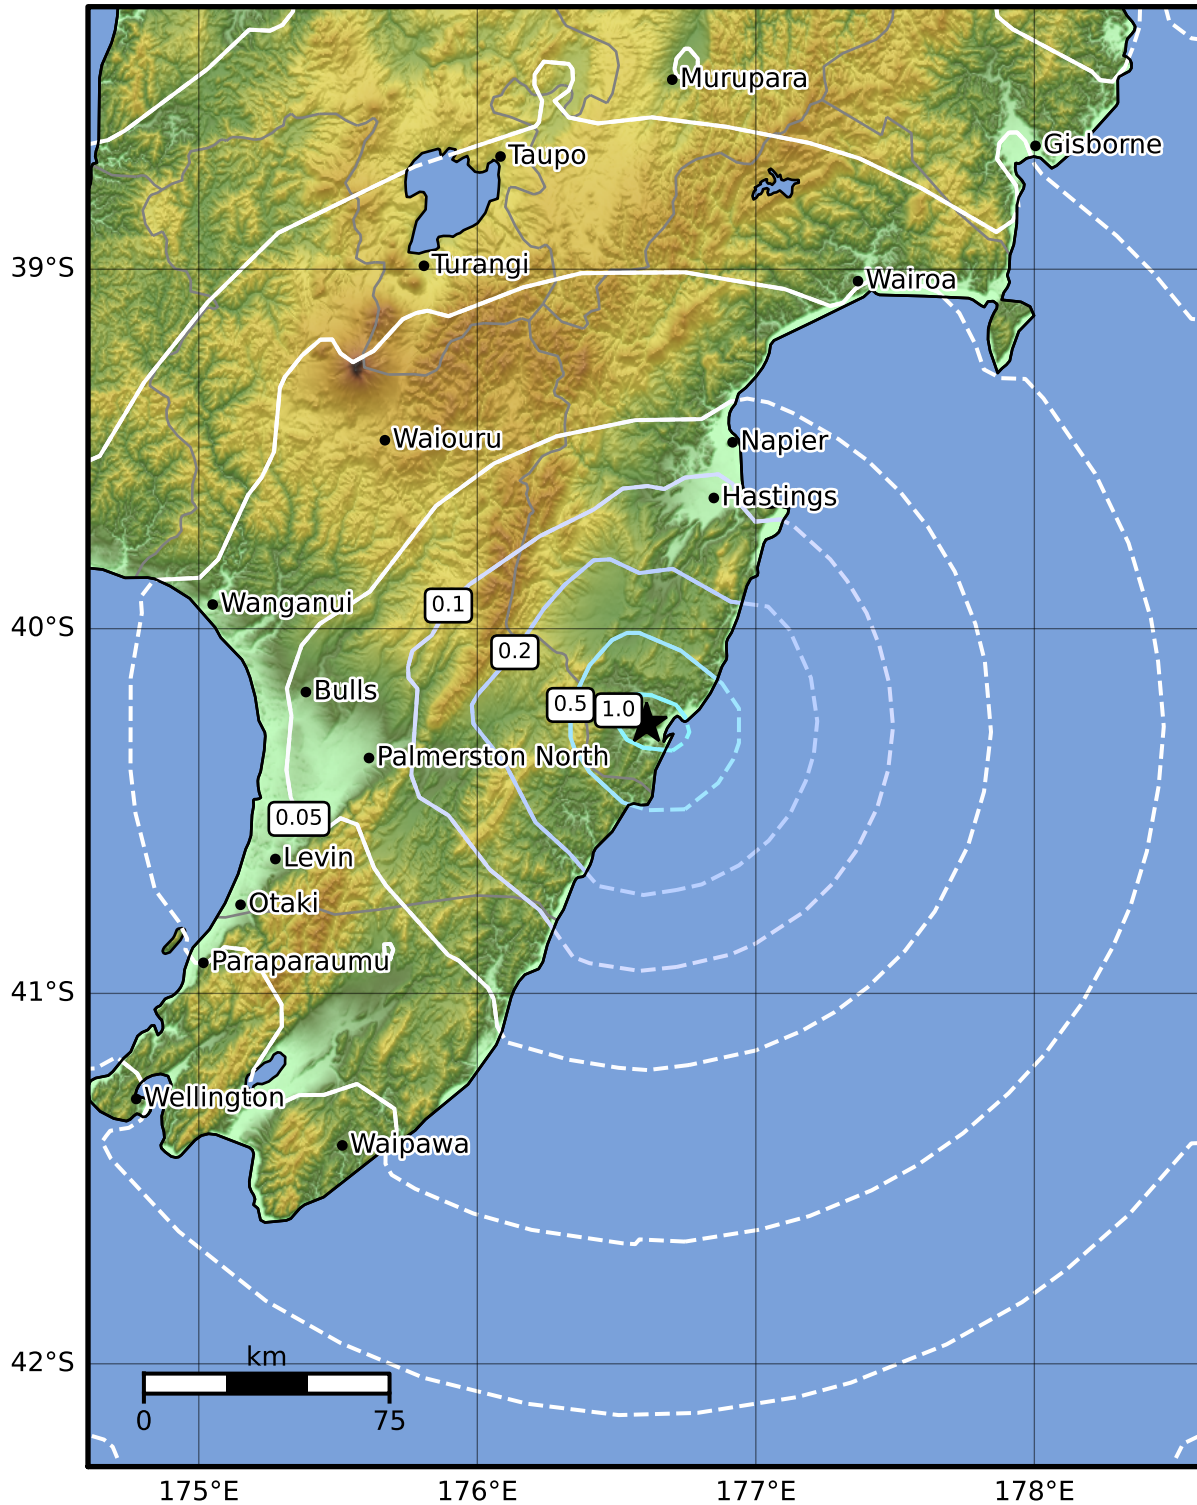 Murupara
Gisborne
Taupo
Turangi
39°S
Wairoa
Waiouru
Napier
Hastings
Wanganui
0.1
40°S
0.2
Bulls
0.5
1.0
Palmerston North
0.05
Levin
Otaki
Paraparaumu
41°S
Wellington
Waipawa
km
42°S
0
75
175°E
176°E
177°E
178°E